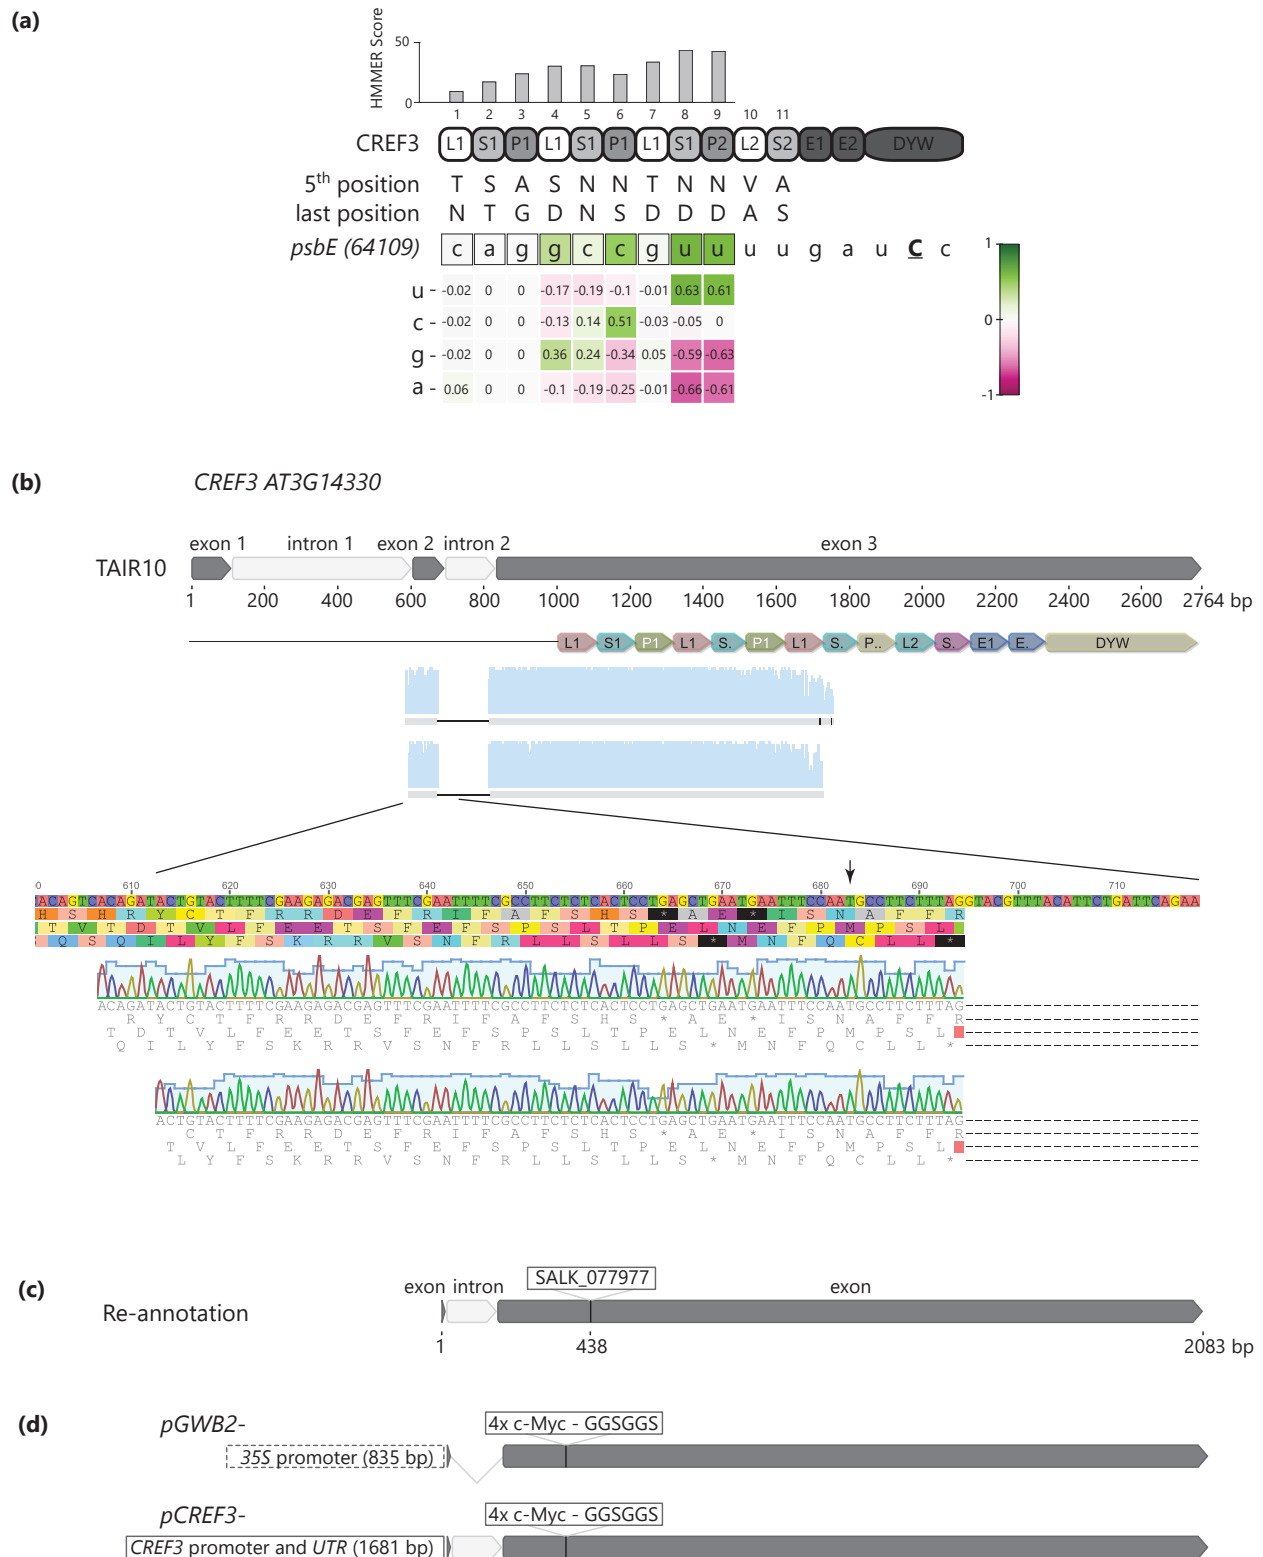 (a)
HMMER Score
50
0
1 2 3 4 5 6 7 8 9 10 11
CREF3 L1 S1 P1 L1 S1 P1 L1 S1 P2 L2 S2 E1 E2 DYW
5th position T S A S N N T N N V A
last position N T G D N S D D D A S
psbE (64109) c a g g c c g u u u u g a u C c
u - -0.02 0 0 -0.17 -0.19 -0.1 -0.01 0.63 0.61
c - -0.02 0 0 -0.13 0.14 0.51 -0.03 -0.05 0
g - -0.02 0 0 0.36 0.24 -0.34 0.05 -0.59 -0.63
a - 0.06 0 0 -0.1 -0.19 -0.25 -0.01 -0.66 -0.61
1
0
-1
(b)
CREF3 AT3G14330
exon 1 intron 1 exon 2 intron 2 exon 3
TAIR10
1 200 400 600 800 1000 1200 1400 1600 1800 2000 2200 2400 2600 2764 bp
L1 S1 P1 L1 S. P1 L1 S. P.. L2 S. E1 E. DYW
0 610 620 630 640 650 660 670 680 690 700 710
ACAGTCACAGATACTGTACTTTTCGAAGAGACGAGTTTCGAATTTTCGCCTTCTCTCACTCCTGAGCTGAATGAATTTCCAATGCCTTCTTTAGGTACGTTTACATTCTGATTCAGAA
H S H R Y C T F R R D E F R I F A F S H S * A E * I S N A F F R
T V T D T V L F E E T S F E F S P S L T P E L N E F P M P S L
Q S Q I L Y F S K R R V S N F R L L S L L S * M N F Q C L L *
ACAGATACTGTACTTTTCGAAGAGACGAGTTTCGAATTTTCGCCTTCTCTCACTCCTGAGCTGAATGAATTTCCAATGCCTTCTTTAG
R Y C T F R R D E F R I F A F S H S * A E * I S N A F F R
T D T V L F E E T S F E F S P S L T P E L N E F P M P S L
Q I L Y F S K R R V S N F R L L S L L S * M N F Q C L L *
ACTGTACTTTTCGAAGAGACGAGTTTCGAATTTTCGCCTTCTCTCACTCCTGAGCTGAATGAATTTCCAATGCCTTCTTTAG
C T F R R D E F R I F A F S H S * A E * I S N A F F R
T V L F E E T S F E F S P S L T P E L N E F P M P S L
L Y F S K R R V S N F R L L S L L S * M N F Q C L L *
(c)
exon intron SALK_077977 exon
Re-annotation
1 438 2083 bp
(d)
pGWB2-
4x c-Myc - GGSGGS
35S promoter (835 bp)
pCREF3-
4x c-Myc - GGSGGS
CREF3 promoter and UTR (1681 bp)